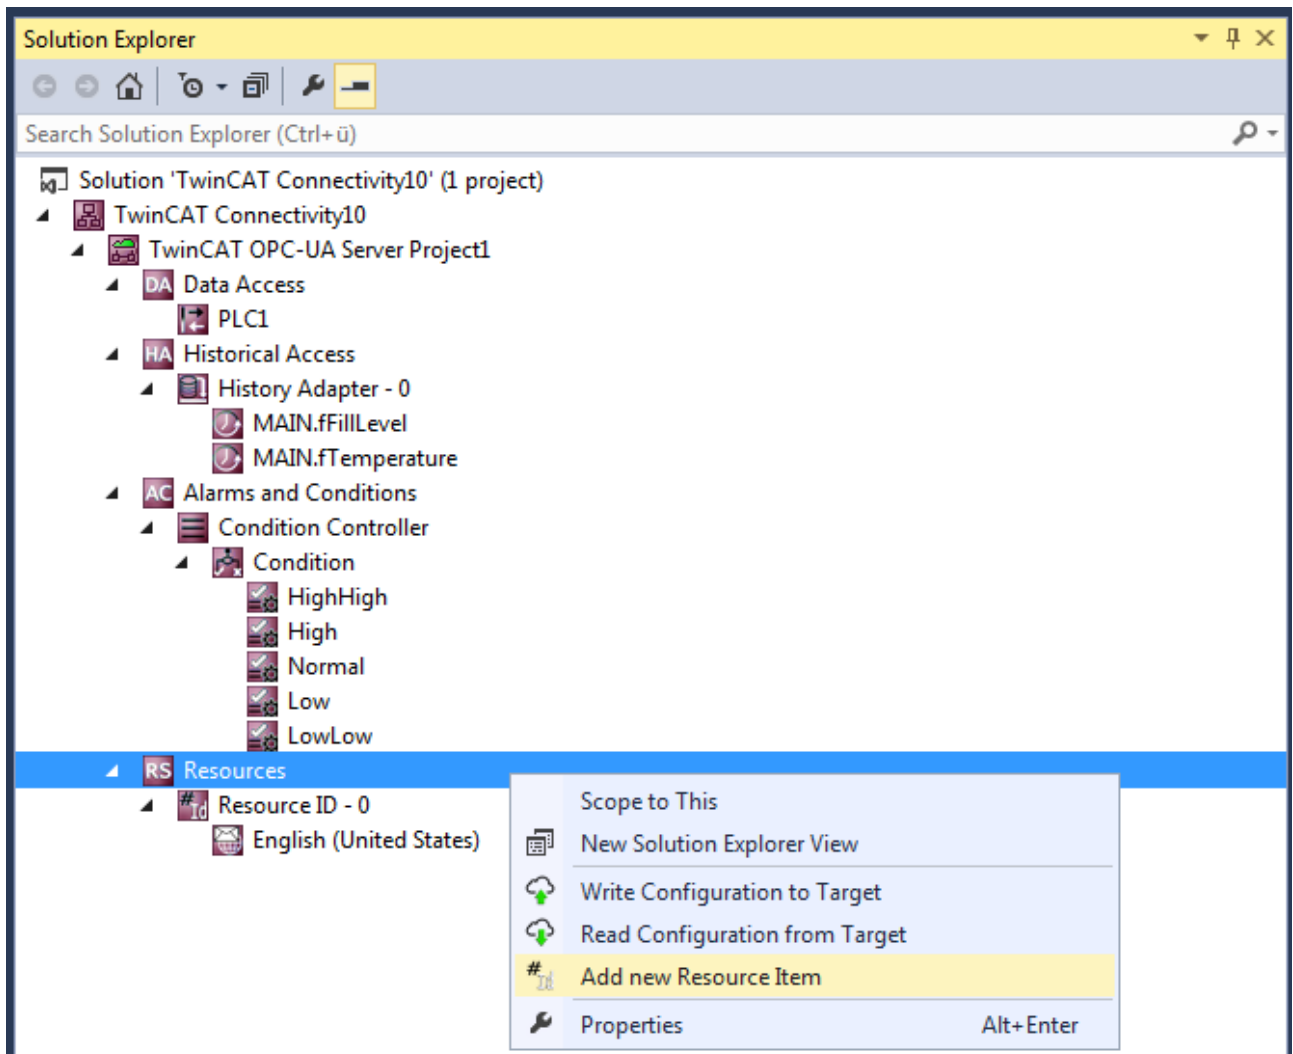 Solution Explorer
Search Solution Explorer (Ctrl+ü)
Solution 'TwinCAT Connectivity10' (1 project)
TwinCAT Connectivity10
TwinCAT OPC-UA Server Project1
DA Data Access
PLC1
HA Historical Access
History Adapter - 0
MAIN.fFillLevel
MAIN.fTemperature
AC Alarms and Conditions
Condition Controller
Condition
HighHigh
High
Normal
Low
LowLow
RS Resources
# Id Resource ID - 0
English (United States)
Scope to This
New Solution Explorer View
Write Configuration to Target
Read Configuration from Target
# Id Add new Resource Item
Properties Alt+Enter